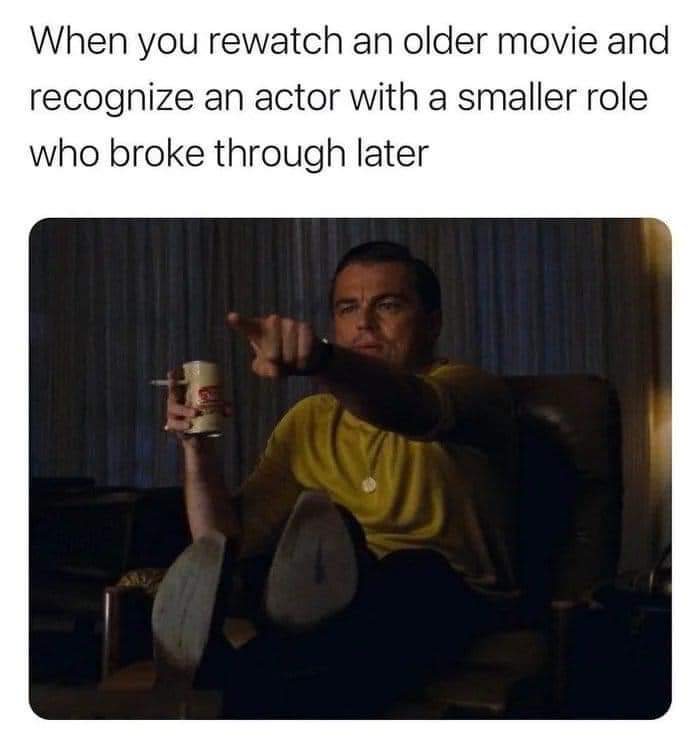 When you rewatch an older movie and
recognize an actor with a smaller role
who broke through later